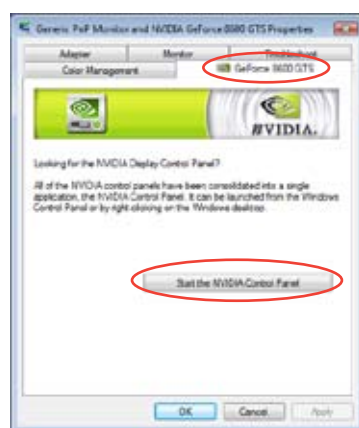 Generic PnP Monitor and NVIDIA GeForce 8600 GTS Properties
Adapter Monitor Troubleshoot
Color Management GeForce 8600 GTS
NVIDIA.
Looking for the NVIDIA Display Control Panel?
All of the NVIDIA control panels have been consolidated into a single
application, the NVIDIA Control Panel. It can be launched from the Windows
Control Panel or by right clicking on the Windows desktop.
Start the NVIDIA Control Panel
OK Cancel Apply